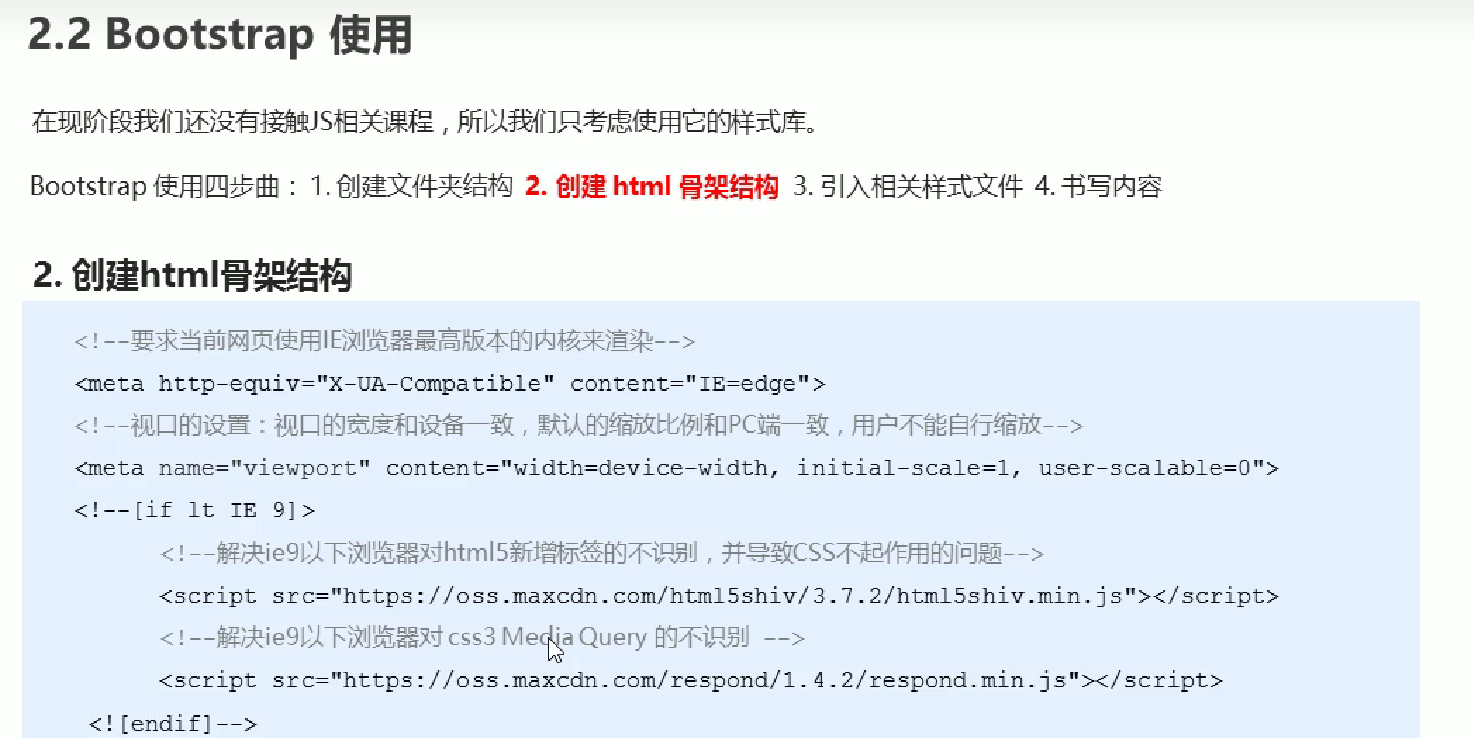 2.2 Bootstrap 使用
在现阶段我们还没有接触JS相关课程，所以我们只考虑使用它的样式库。
Bootstrap 使用四步曲： 1. 创建文件夹结构 2. 创建 html 骨架结构 3. 引入相关样式文件 4. 书写内容
2. 创建html骨架结构
<!--要求当前网页使用IE浏览器最高版本的内核来渲染-->
<meta http-equiv="X-UA-Compatible" content="IE=edge">
<!--视口的设置：视口的宽度和设备一致，默认的缩放比例和PC端一致，用户不能自行缩放-->
<meta name="viewport" content="width=device-width, initial-scale=1, user-scalable=0">
<!--[if lt IE 9]>
<!--解决ie9以下浏览器对html5新增标签的不识别，并导致CSS不起作用的问题-->
<script src="https://oss.maxcdn.com/html5shiv/3.7.2/html5shiv.min.js"></script>
<!--解决ie9以下浏览器对 css3 Media Query 的不识别 -->
<script src="https://oss.maxcdn.com/respond/1.4.2/respond.min.js"></script>
<![endif]-->